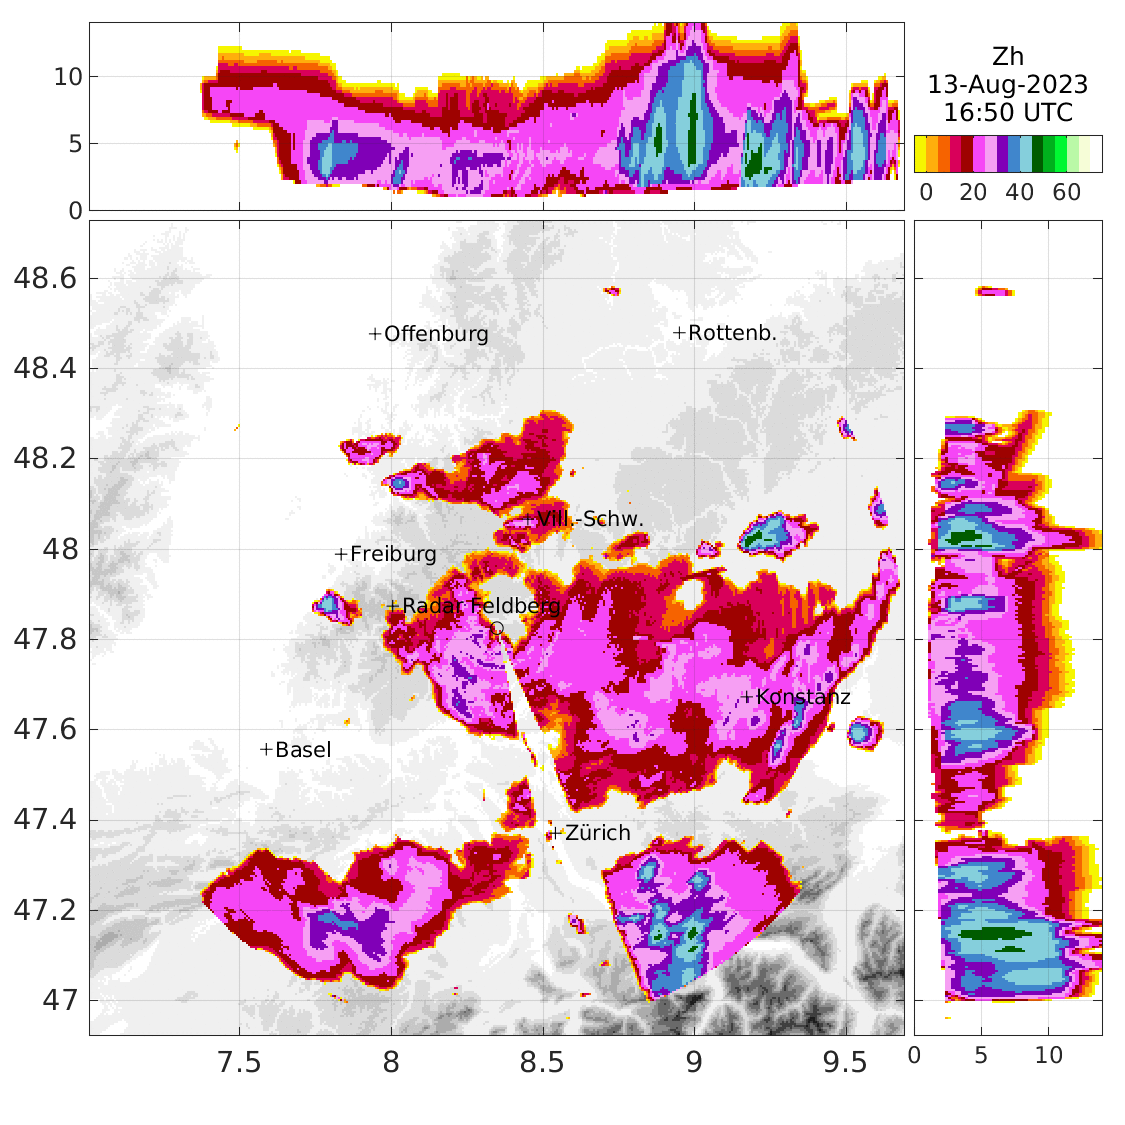 Zh
13-Aug-2023
16:50 UTC
0 20 40 60
10
5
0
48.6
48.4
48.2
48
47.8
47.6
47.4
47.2
47
+Offenburg
+Rottenb.
+Vill.-Schw.
+Freiburg
+Radar Feldberg
+Konstanz
+Basel
+Zürich
7.5 8 8.5 9 9.5
0 5 10